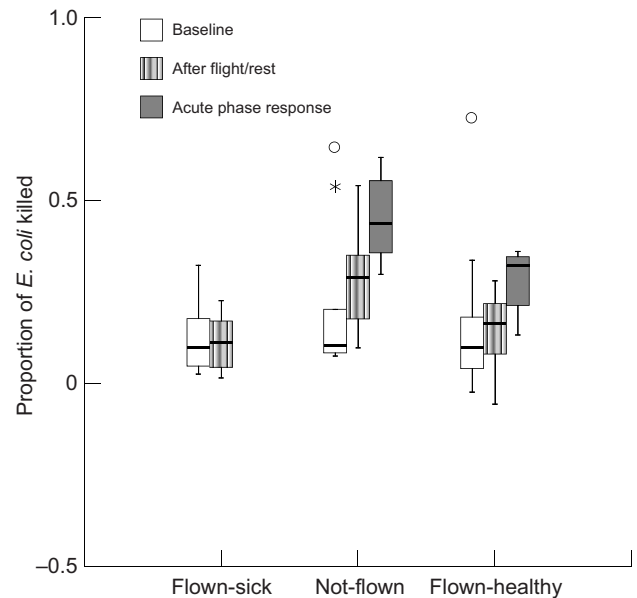 1.0
Baseline
After flight/rest
Acute phase response
0.5
Proportion of E. coli killed
0
–0.5
Flown-sick Not-flown Flown-healthy